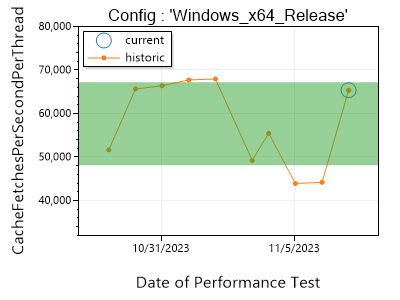 Config : 'Windows_x64_Release'
CacheFetchesPerSecondPerThread
80,000
70,000
60,000
50,000
40,000
current
historic
10/31/2023
11/5/2023
Date of Performance Test